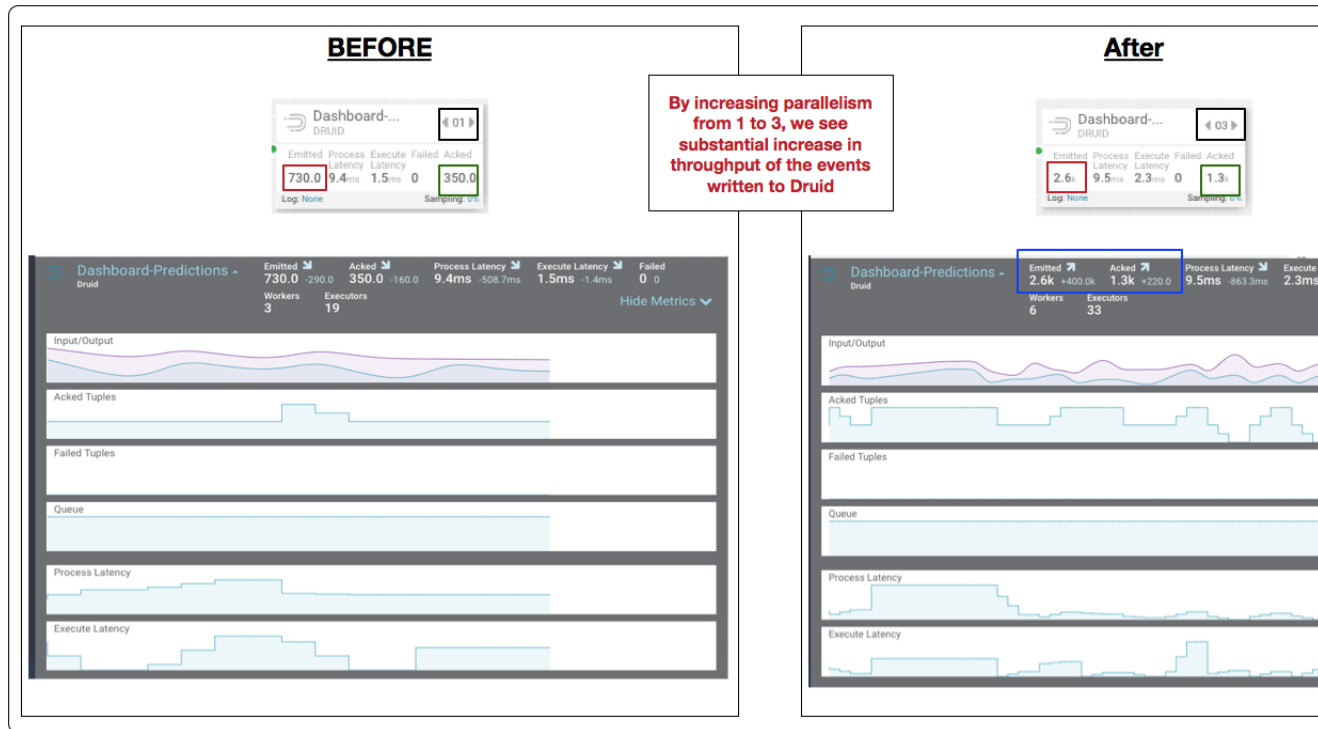 BEFORE
Dashboard-...
DRUID
01
Emitted Process Latency Execute Latency Failed Acked
730.0 9.4ms 1.5ms 0 350.0
Log: None Sampling: 0%
Dashboard-Predictions
Druid
Emitted Acked Process Latency Execute Latency Failed
730.0 -290.0 350.0 -160.0 9.4ms -508.7ms 1.5ms -1.4ms 0 0
Workers Executors
3 19
Hide Metrics
Input/Output
Acked Tuples
Failed Tuples
Queue
Process Latency
Execute Latency
By increasing parallelism
from 1 to 3, we see
substantial increase in
throughput of the events
written to Druid
After
Dashboard-...
DRUID
03
Emitted Process Latency Execute Latency Failed Acked
2.6k 9.5ms 2.3ms 0 1.3k
Log: None Sampling: 0%
Dashboard-Predictions
Druid
Emitted Acked Process Latency Execute
2.6k +400.0k 1.3k +220.0 9.5ms -863.3ms 2.3ms
Workers Executors
6 33
Input/Output
Acked Tuples
Failed Tuples
Queue
Process Latency
Execute Latency